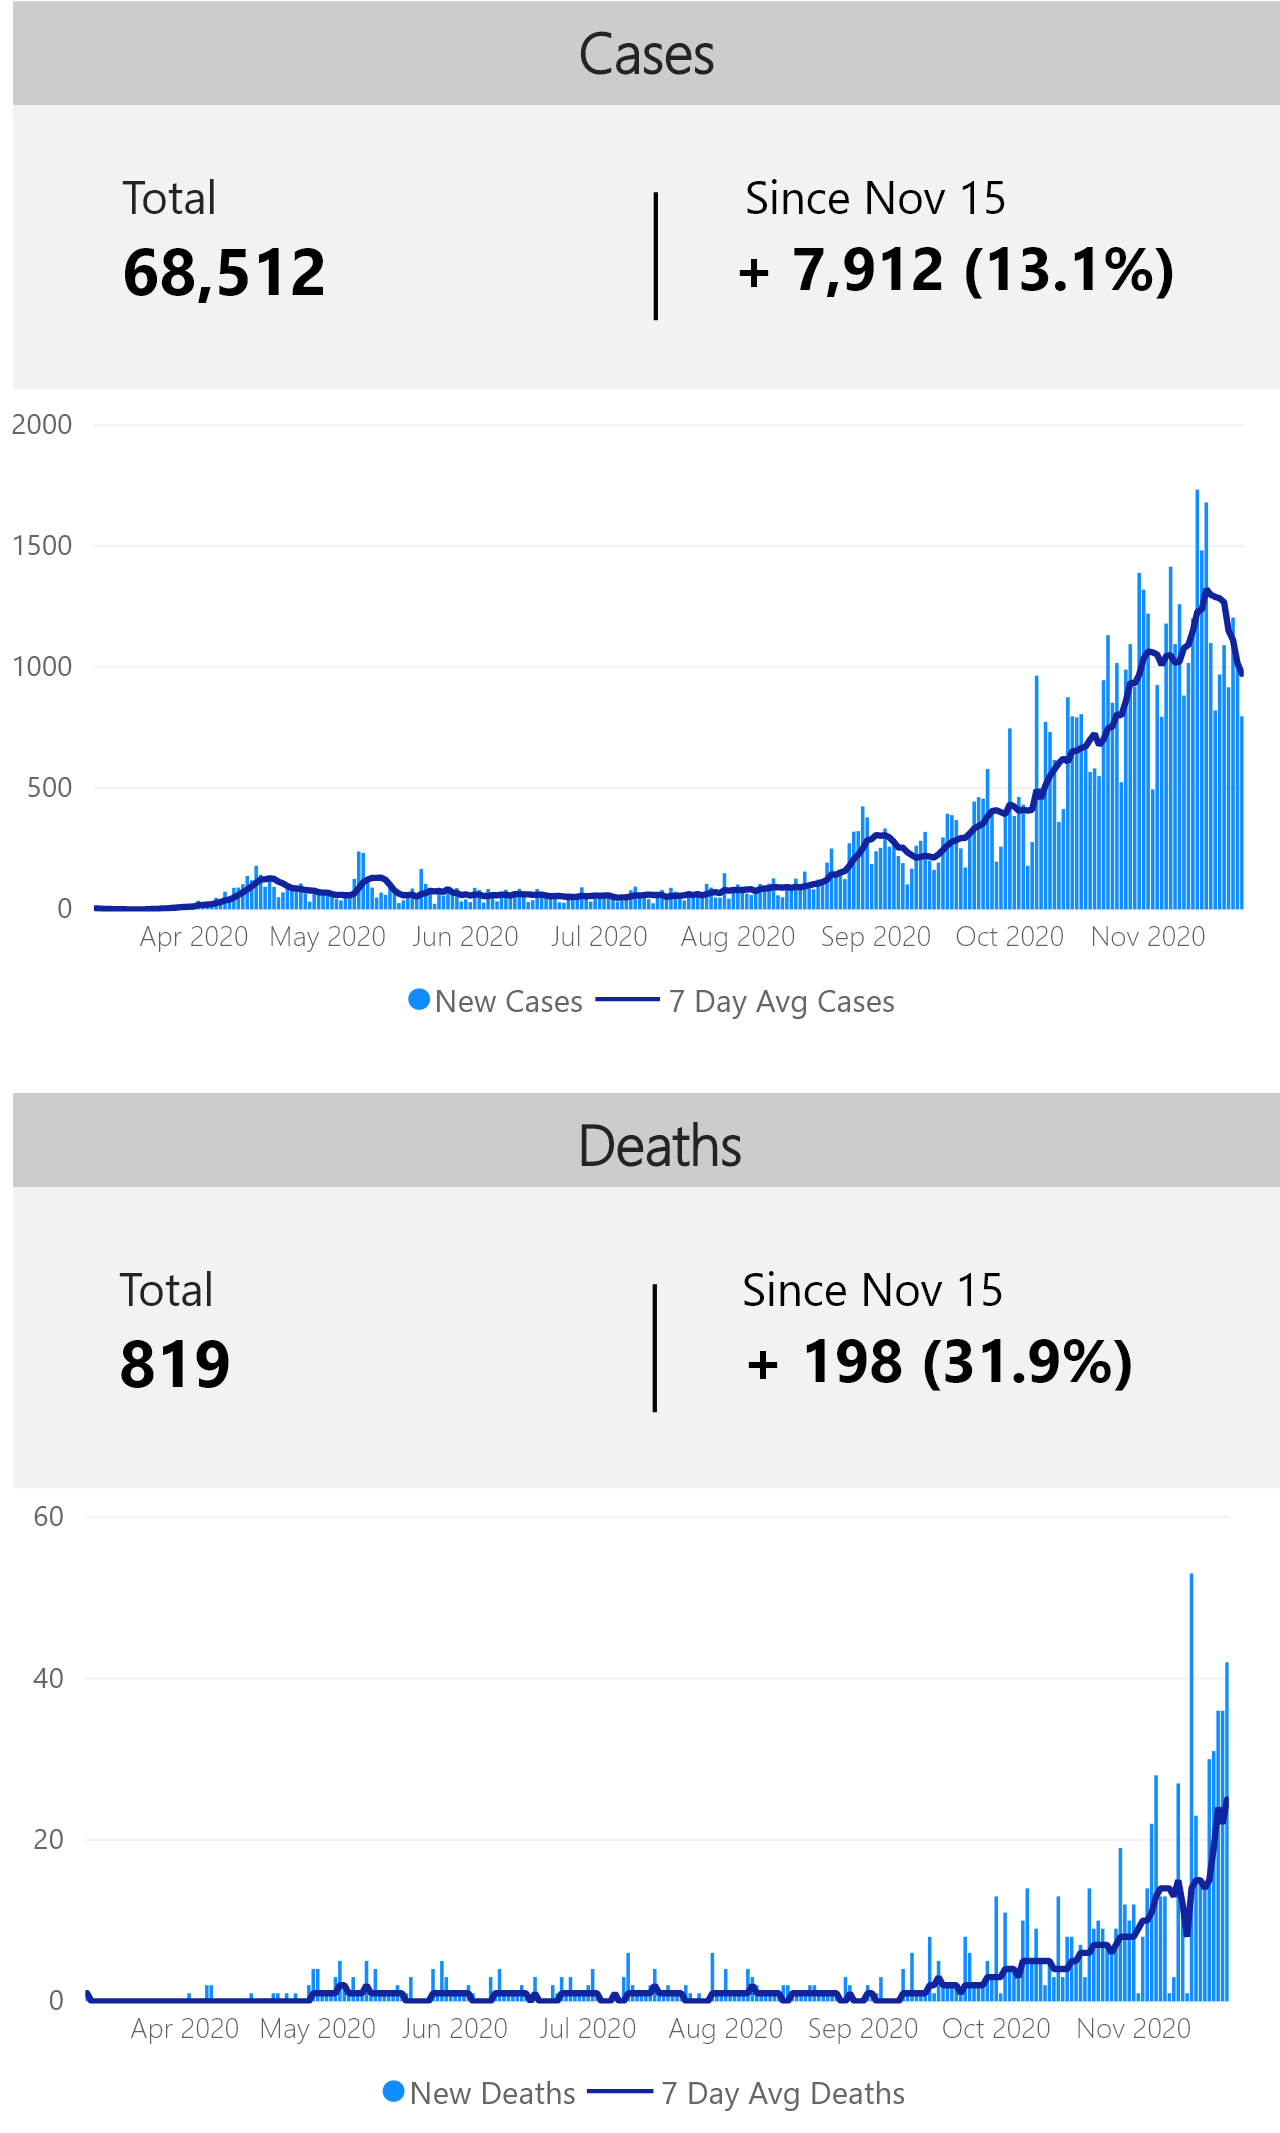 Cases
Total
68,512
Since Nov 15
+ 7,912 (13.1%)
2000
1500
1000
500
0
Apr 2020 May 2020 Jun 2020 Jul 2020 Aug 2020 Sep 2020 Oct 2020 Nov 2020
New Cases 7 Day Avg Cases
Deaths
Total
819
Since Nov 15
+ 198 (31.9%)
60
40
20
0
Apr 2020 May 2020 Jun 2020 Jul 2020 Aug 2020 Sep 2020 Oct 2020 Nov 2020
New Deaths 7 Day Avg Deaths